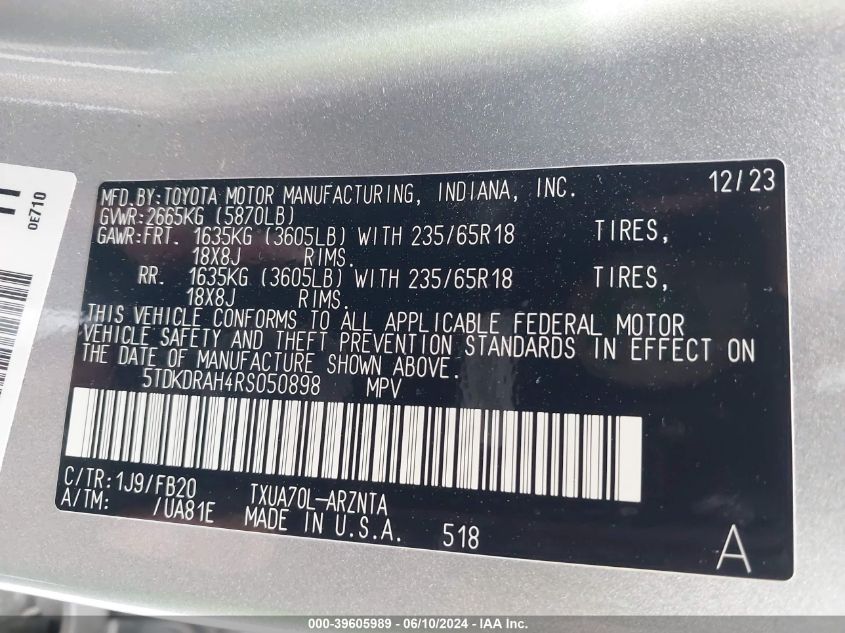 MFD.BY:TOYOTA MOTOR MANUFACTURING, INDIANA, INC. 12/23
GVWR:2665KG (5870LB)
GAWR:FRT. 1635KG (3605LB) WITH 235/65R18 TIRES,
18X8J RIMS.
RR. 1635KG (3605LB) WITH 235/65R18 TIRES,
18X8J RIMS.
THIS VEHICLE CONFORMS TO ALL APPLICABLE FEDERAL MOTOR
VEHICLE SAFETY AND THEFT PREVENTION STANDARDS IN EFFECT ON
THE DATE OF MANUFACTURE SHOWN ABOVE.
5TDKDRAH4RS050898 MPV
C/TR:1J9/FB20 TXUA70L-ARZNTA
A/TM: /UA81E MADE IN U.S.A. 518
A
0E710
000-39605989 - 06/10/2024 - IAA Inc.